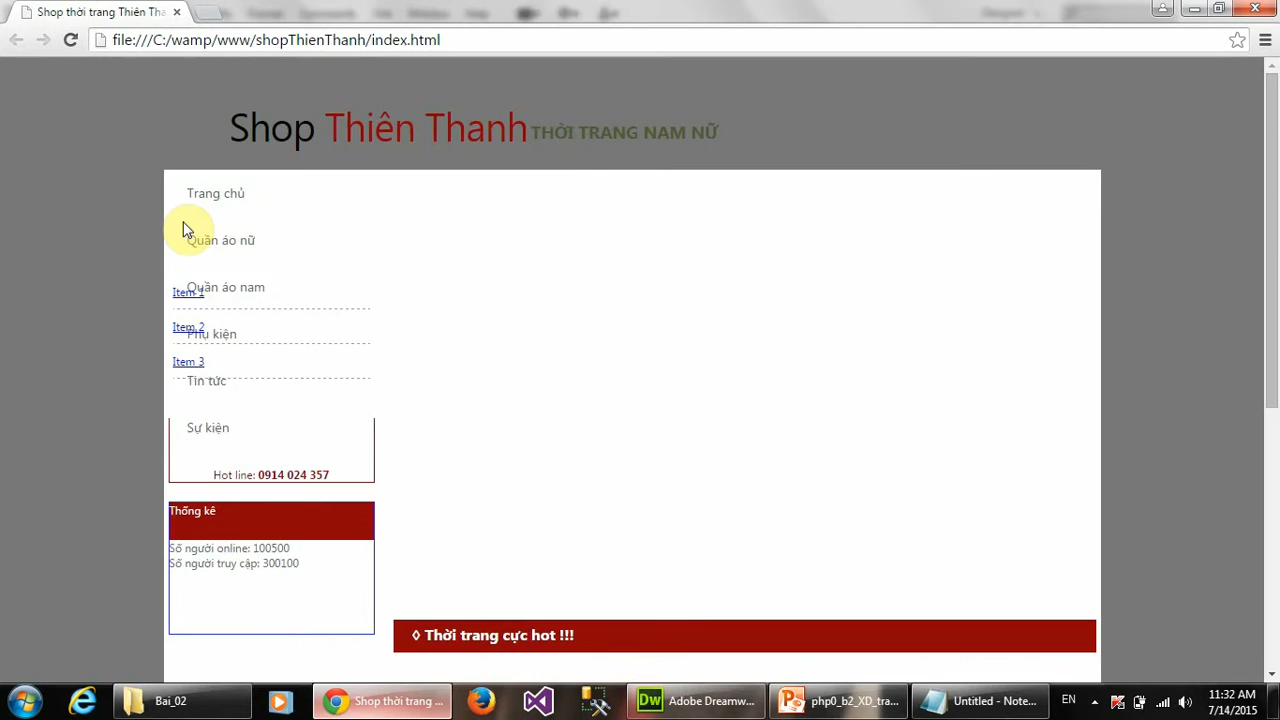 Shop thời trang Thiên Tha
file:///C:/wamp/www/shopThienThanh/index.html
Shop Thiên Thanh THỜI TRANG NAM NỮ
Trang chủ
Quần áo nữ
Quần áo nam
Item 1
Item 2
Phụ kiện
Item 3
Tin tức
Sự kiện
Hot line: 0914 024 357
Thống kê
Số người online: 100500
Số người truy cập: 300100
◊ Thời trang cực hot !!!
Bai_02
Shop thời trang ...
Dw
Adobe Dreamw...
php0_b2_XD_tra...
Untitled - Note...
EN
11:32 AM
7/14/2015